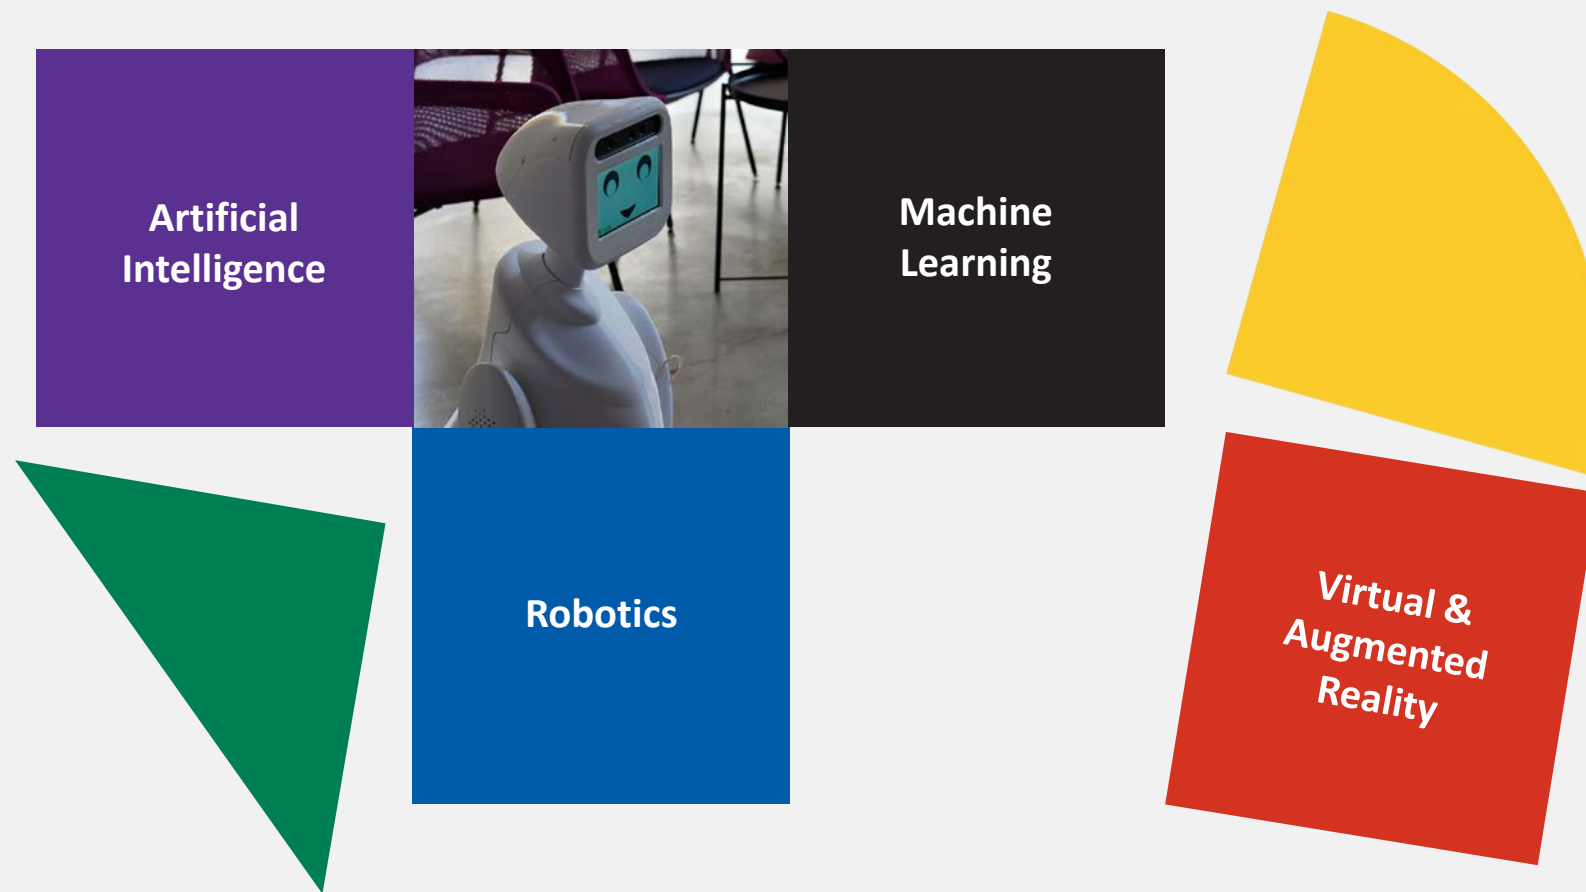 Artificial
Intelligence
Machine
Learning
Robotics
Virtual &
Augmented
Reality